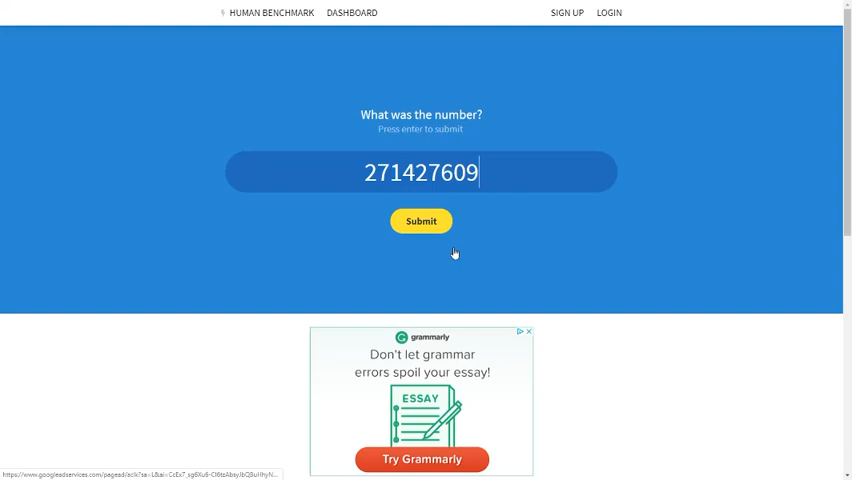 HUMAN BENCHMARK DASHBOARD SIGN UP LOGIN
What was the number?
Press enter to submit
271427609
Submit
grammarly
Don't let grammar
errors spoil your essay!
ESSAY
Try Grammarly